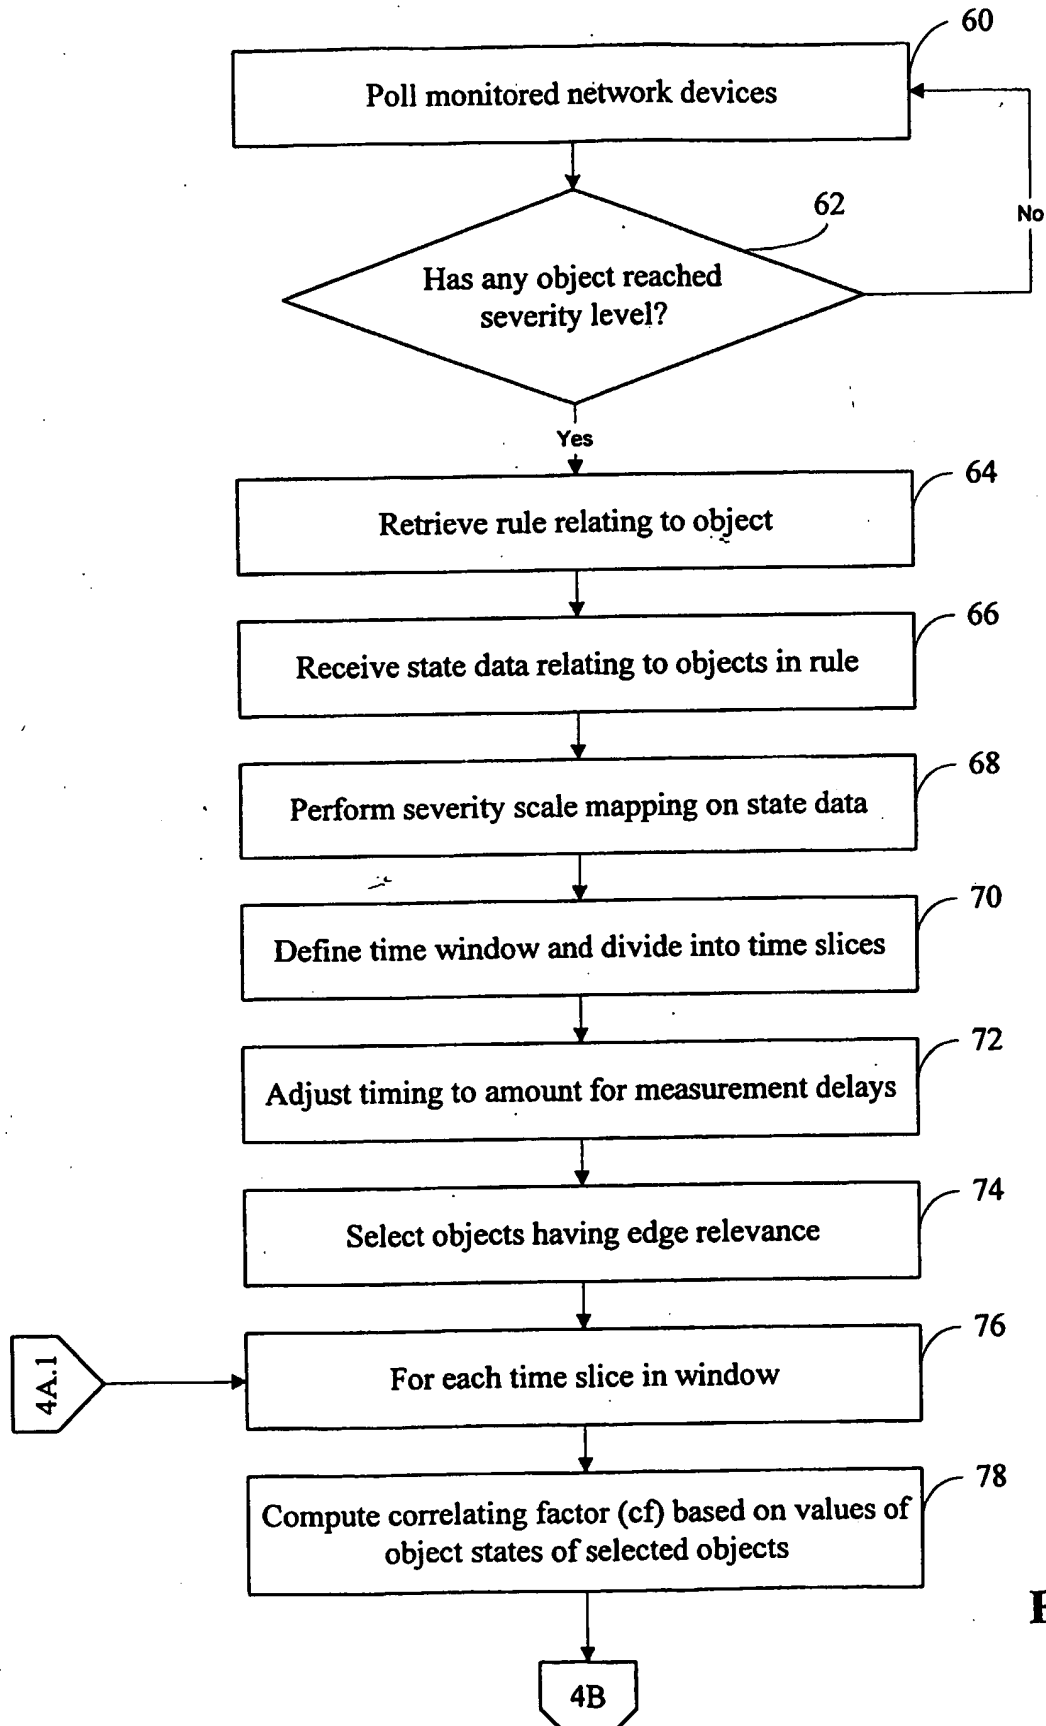 60
Poll monitored network devices
No
62
Has any object reached
severity level?
Yes
64
Retrieve rule relating to object
66
Receive state data relating to objects in rule
68
Perform severity scale mapping on state data
70
Define time window and divide into time slices
72
Adjust timing to amount for measurement delays
74
Select objects having edge relevance
76
4A.1
For each time slice in window
78
Compute correlating factor (cf) based on values of
object states of selected objects
4B